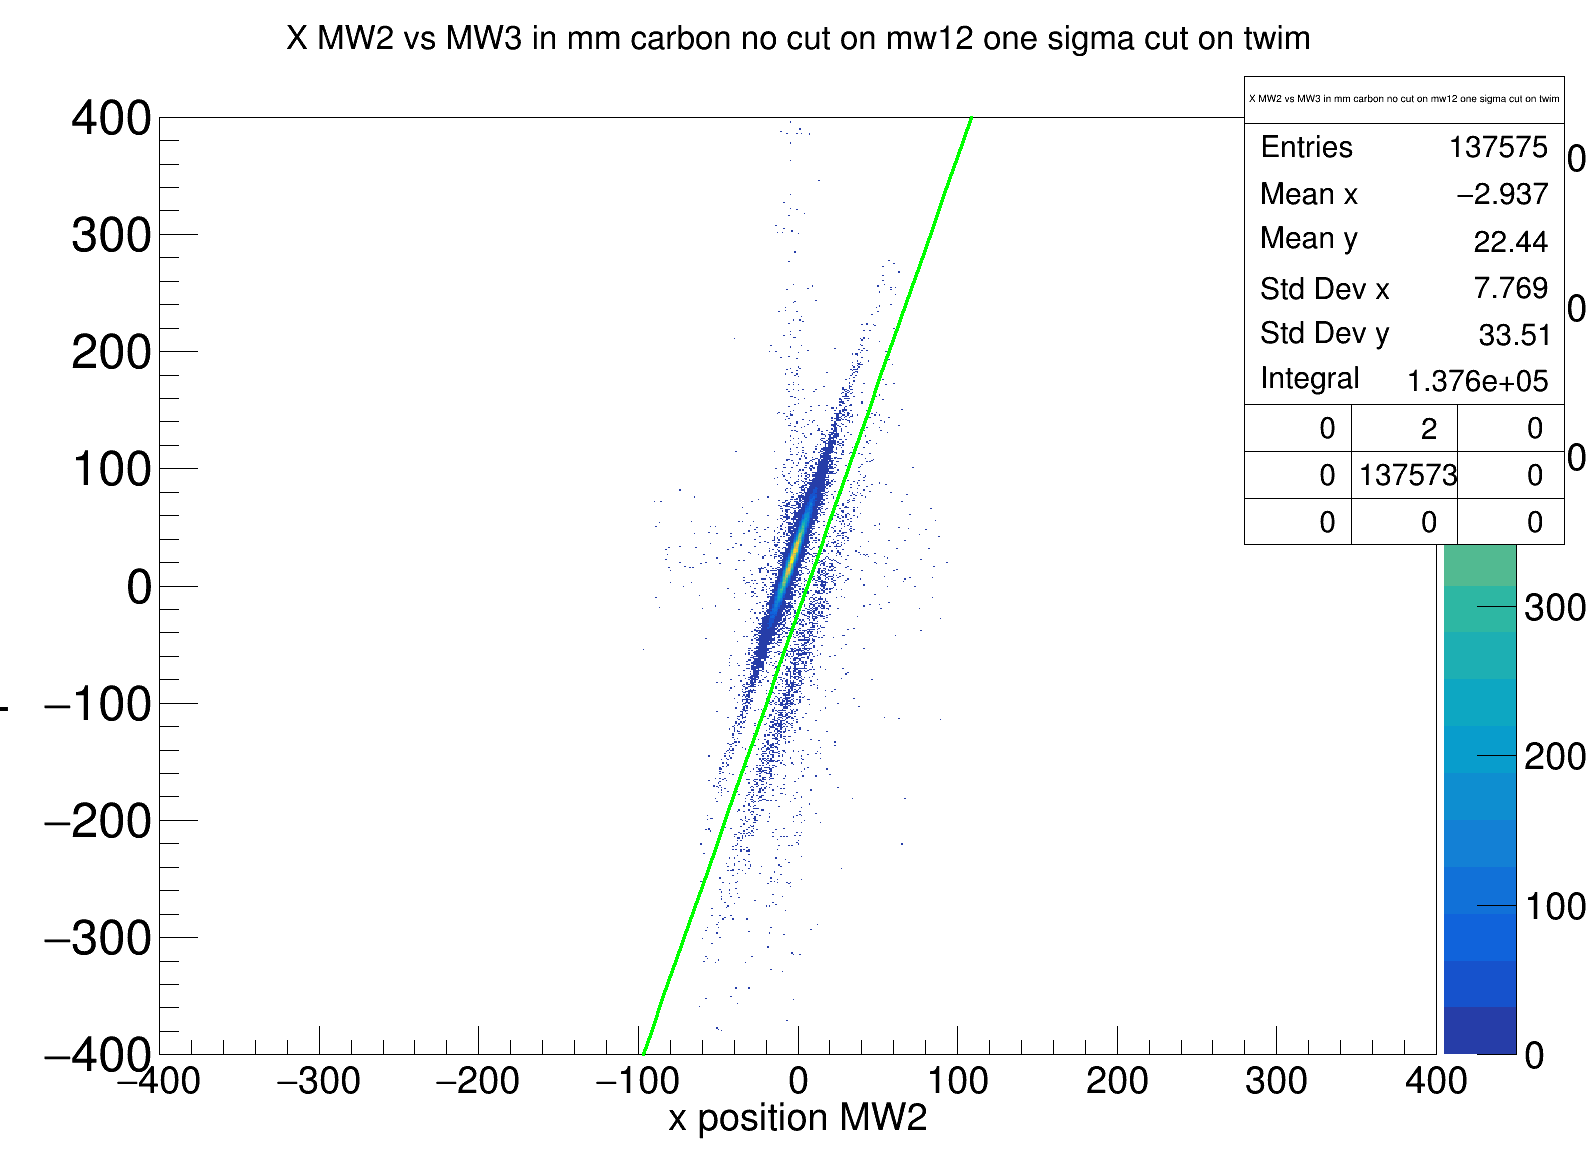 X MW2 vs MW3 in mm carbon no cut on mw12 one sigma cut on twim
X MW2 vs MW3 in mm carbon no cut on mw12 one sigma cut on twim
Entries 137575
Mean x −2.937
Mean y 22.44
Std Dev x 7.769
Std Dev y 33.51
Integral 1.376e+05
0 2 0
0 137573 0
0 0 0
400
300
200
100
0
−100
−200
−300
−400
−400 −300 −200 −100 0 100 200 300 400
x position MW2
0
0
0
300
200
100
0